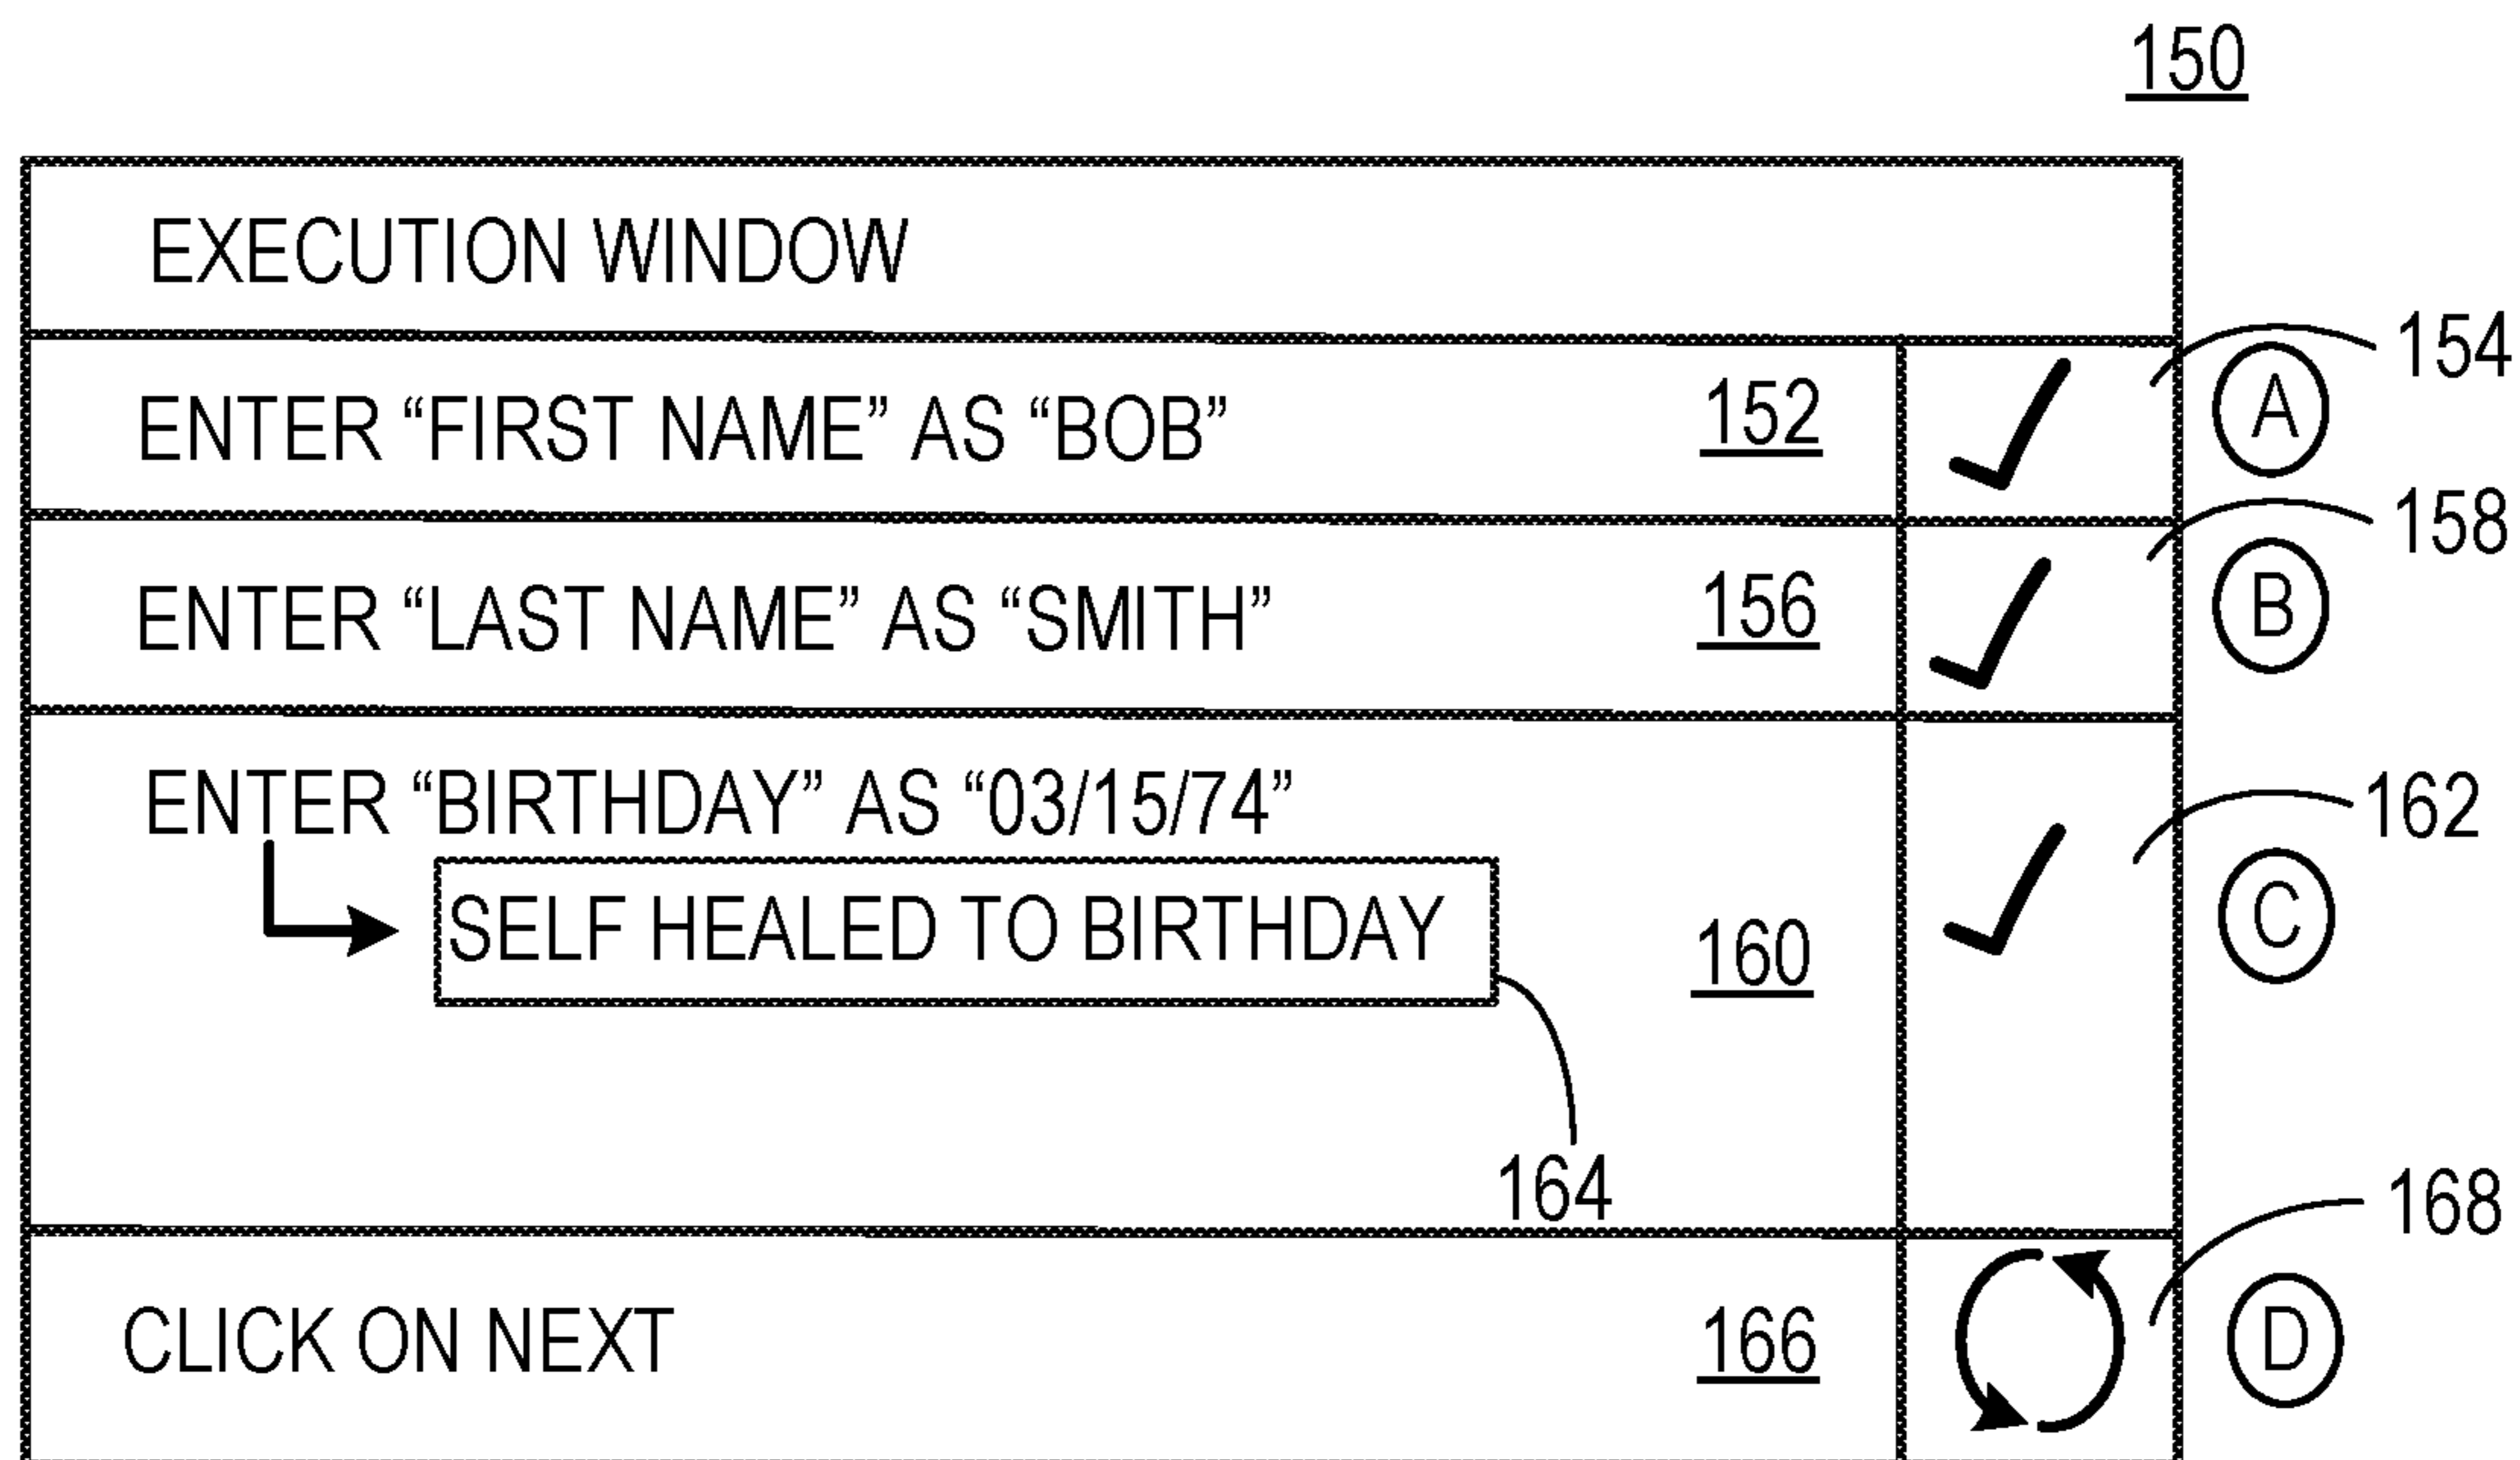 150
EXECUTION WINDOW
154
ENTER “FIRST NAME” AS “BOB” 152 A
158
ENTER “LAST NAME” AS “SMITH” 156 B
ENTER “BIRTHDAY” AS “03/15/74” 162
SELF HEALED TO BIRTHDAY 160 C
164
168
CLICK ON NEXT 166 D